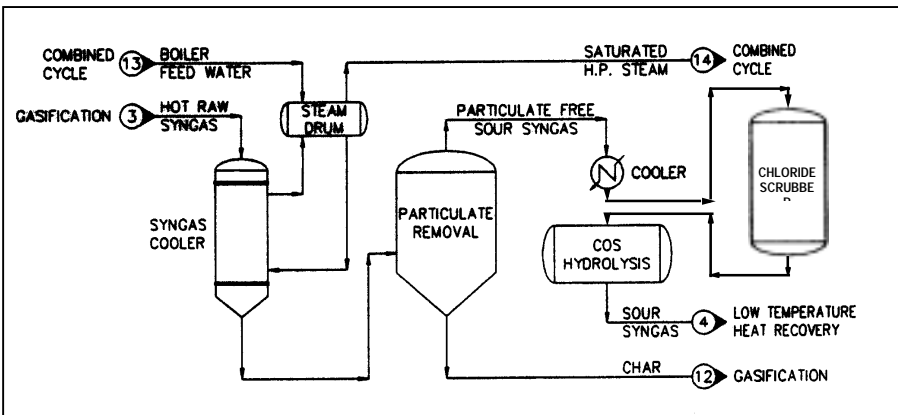 COMBINED
CYCLE
13
BOILER
FEED WATER
SATURATED
H.P. STEAM
14
COMBINED
CYCLE
GASIFICATION
3
HOT RAW
SYNGAS
STEAM
DRUM
PARTICULATE FREE
SOUR SYNGAS
COOLER
CHLORIDE
SCRUBBE
SYNGAS
COOLER
PARTICULATE
REMOVAL
COS
HYDROLYSIS
SOUR
SYNGAS
4
LOW TEMPERATURE
HEAT RECOVERY
CHAR
12
GASIFICATION